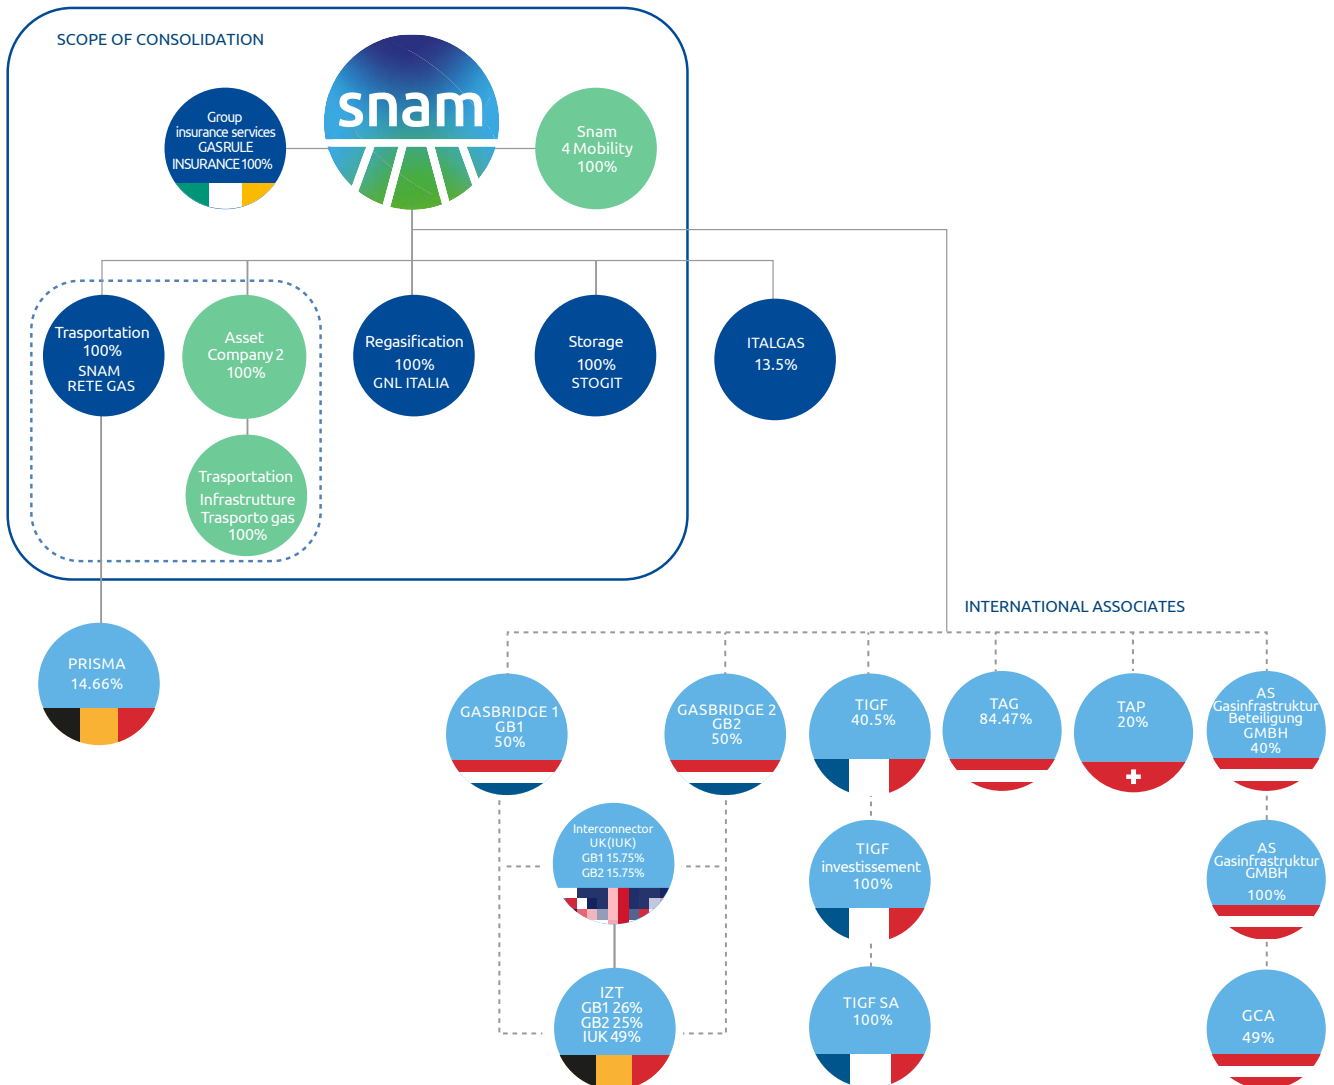 SCOPE OF CONSOLIDATION
Group
insurance services
GASRULE
INSURANCE 100%
snam
Snam
4 Mobility
100%
Trasportation
100%
SNAM
RETE GAS
Asset
Company 2
100%
Regasification
100%
GNL ITALIA
Storage
100%
STOGIT
ITALGAS
13.5%
Trasportation
Infrastrutture
Trasporto gas
100%
INTERNATIONAL ASSOCIATES
PRISMA
14.66%
GASBRIDGE 1
GB1
50%
GASBRIDGE 2
GB2
50%
TIGF
40.5%
TAG
84.47%
TAP
20%
AS
Gasinfrastruktur
Beteiligung
GMBH
40%
Interconnector
UK(IUK)
GB1 15.75%
GB2 15.75%
TIGF
investissement
100%
AS
Gasinfrastruktur
GMBH
100%
IZT
GB1 26%
GB2 25%
IUK 49%
TIGF SA
100%
GCA
49%